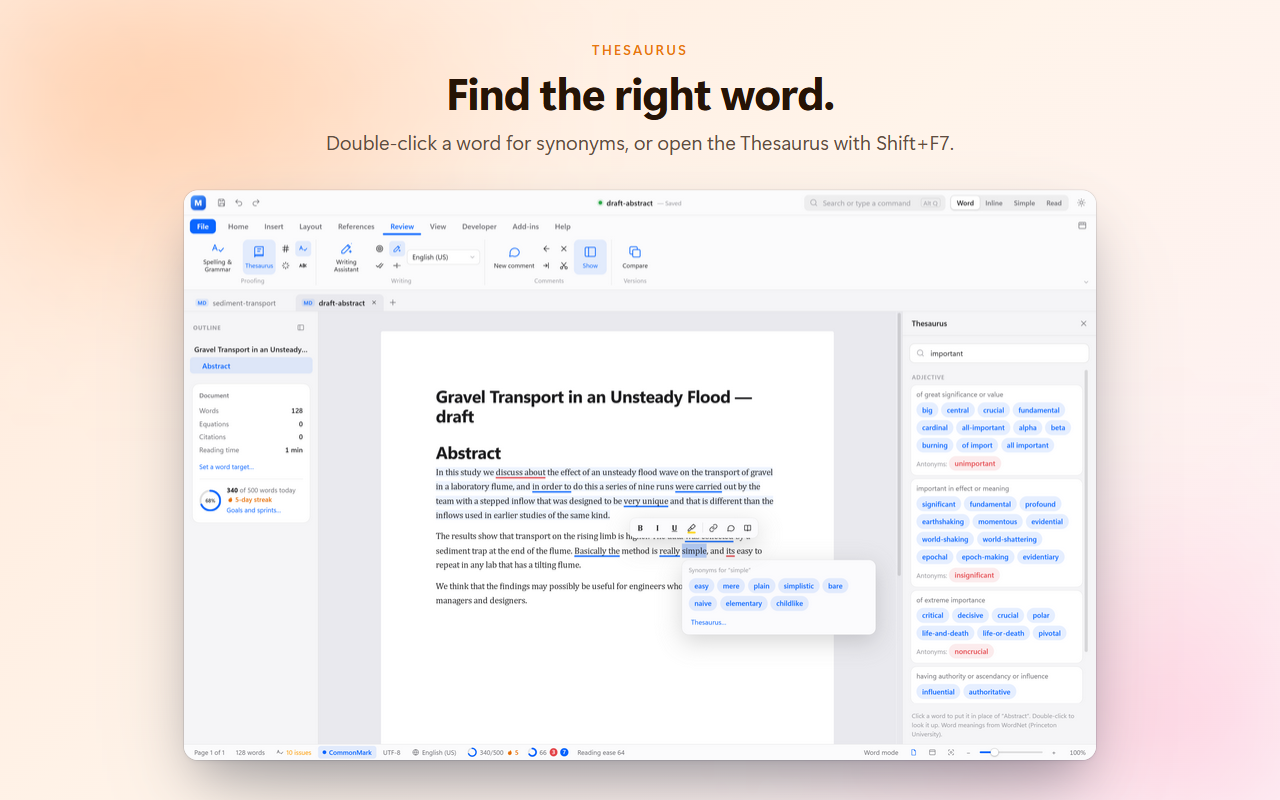 THESAURUS
Find the right word.
Double-click a word for synonyms, or open the Thesaurus with Shift+F7.
M
draft-abstract — Saved
Search or type a command Alt Q
Word Inline Simple Read
File Home Insert Layout References Review View Developer Add-ins Help
Spelling & Grammar
Thesaurus
Proofing
Writing Assistant
English (US)
Writing
New comment
Show
Comments
Compare
Versions
MD sediment-transport
MD draft-abstract × +
OUTLINE
Gravel Transport in an Unsteady...
Abstract
Document
Words 128
Equations 0
Citations 0
Reading time 1 min
Set a word target...
68%
340 of 500 words today
5-day streak
Goals and sprints...
Gravel Transport in an Unsteady Flood —
draft
Abstract
In this study we discuss about the effect of an unsteady flood wave on the transport of gravel
in a laboratory flume, and in order to do this a series of nine runs were carried out by the
team with a stepped inflow that was designed to be very unique and that is different than the
inflows used in earlier studies of the same kind.
B I U
The results show that transport on the rising limb is
sediment trap at the end of the flume. Basically the method is really simple, and its easy to
repeat in any lab that has a tilting flume.
We think that the findings may possibly be useful for engineers who
managers and designers.
Synonyms for "simple"
easy mere plain simplistic bare
naive elementary childlike
Thesaurus...
Thesaurus
important
ADJECTIVE
of great significance or value
big central crucial fundamental
cardinal all-important alpha beta
burning of import all important
Antonyms: unimportant
important in effect or meaning
significant fundamental profound
earthshaking momentous evidential
world-shaking world-shattering
epochal epoch-making evidentiary
Antonyms: insignificant
of extreme importance
critical decisive crucial polar
life-and-death life-or-death pivotal
Antonyms: noncrucial
having authority or ascendancy or influence
influential authoritative
Click a word to put it in place of "Abstract". Double-click to
look it up. Word meanings from WordNet (Princeton
University).
Page 1 of 1 128 words 10 issues CommonMark UTF-8 English (US) 340/500 5 66 3 7 Reading ease 64 Word mode − + 100%